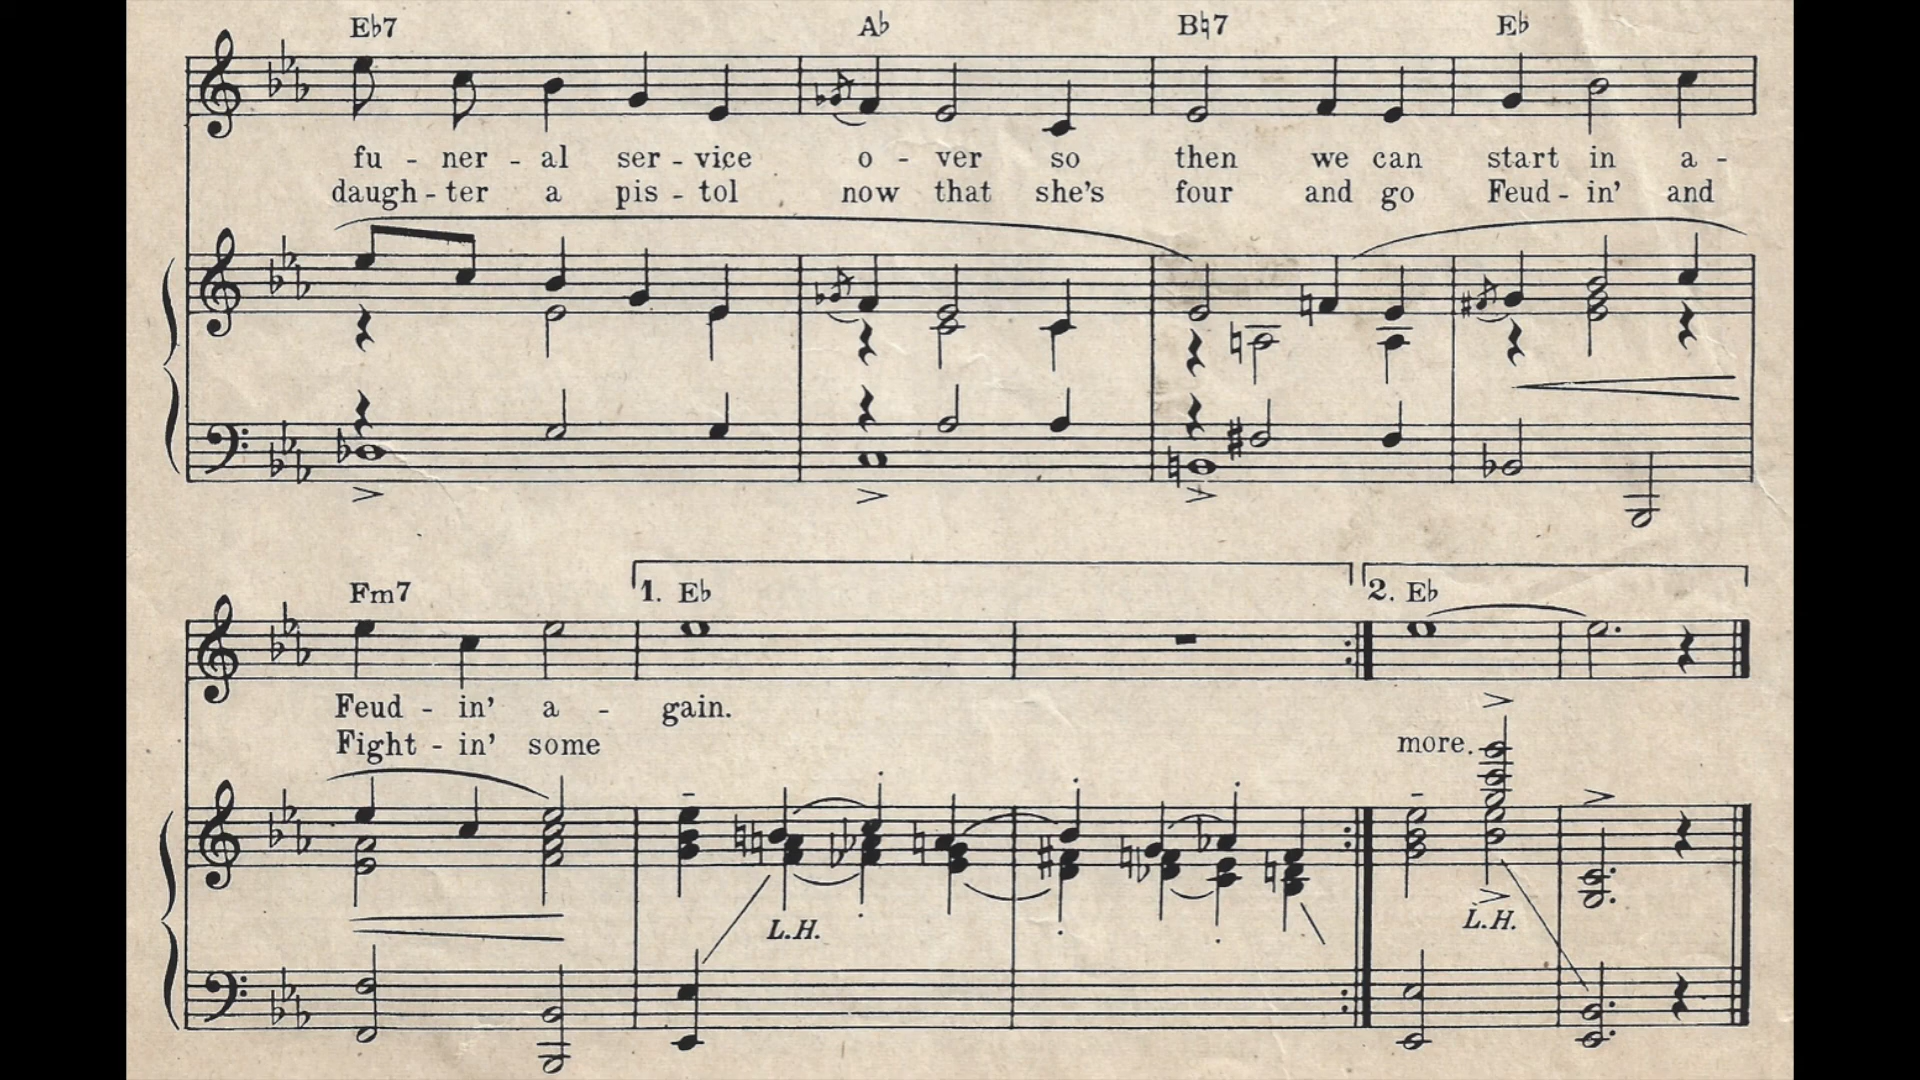 E♭7 A♭ B♮7 E♭
fu - ner - al ser - vice o - ver so then we can start in a -
daugh - ter a pis - tol now that she's four and go Feud - in' and
Fm7 1. E♭ 2. E♭
Feud - in' a - gain.
Fight - in' some more.
L.H. L.H.